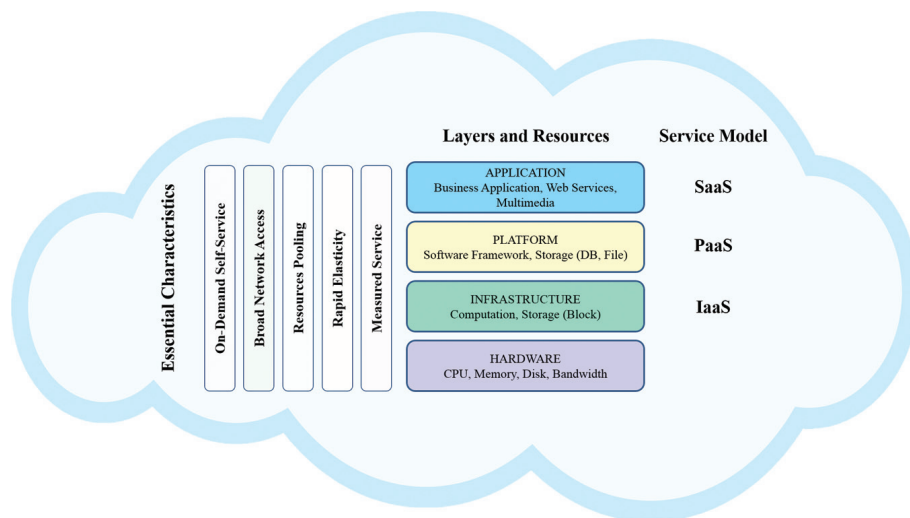 Layers and Resources
Service Model
Essential Characteristics
On-Demand Self-Service
Broad Network Access
Resources Pooling
Rapid Elasticity
Measured Service
APPLICATION
Business Application, Web Services,
Multimedia
SaaS
PLATFORM
Software Framework, Storage (DB, File)
PaaS
INFRASTRUCTURE
Computation, Storage (Block)
IaaS
HARDWARE
CPU, Memory, Disk, Bandwidth